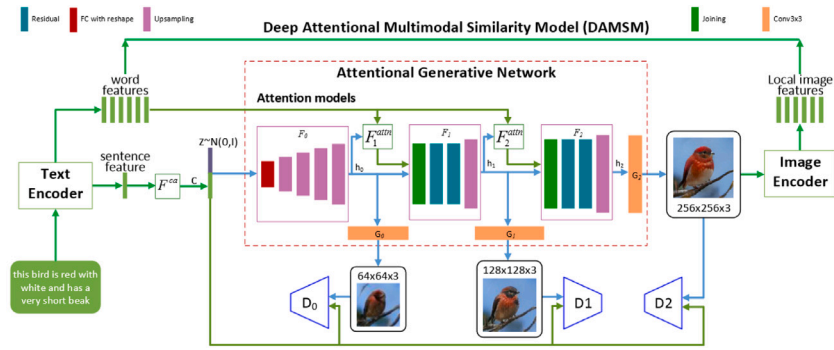 Residual
FC with reshape
Upsampling
Deep Attentional Multimodal Similarity Model (DAMSM)
Joining
Conv3x3
word
features
Attentional Generative Network
Local image
features
Attention models
Z~N(0,I)
F₀
F₁ᵃᵗᵗⁿ
F₁
F₂ᵃᵗᵗⁿ
F₂
sentence
feature
Text
Encoder
Fᶜᵃ
C
h₀
h₁
h₂
G₂
256x256x3
Image
Encoder
G₀
G₁
this bird is red with
white and has a
very short beak
64x64x3
128x128x3
D₀
D1
D2